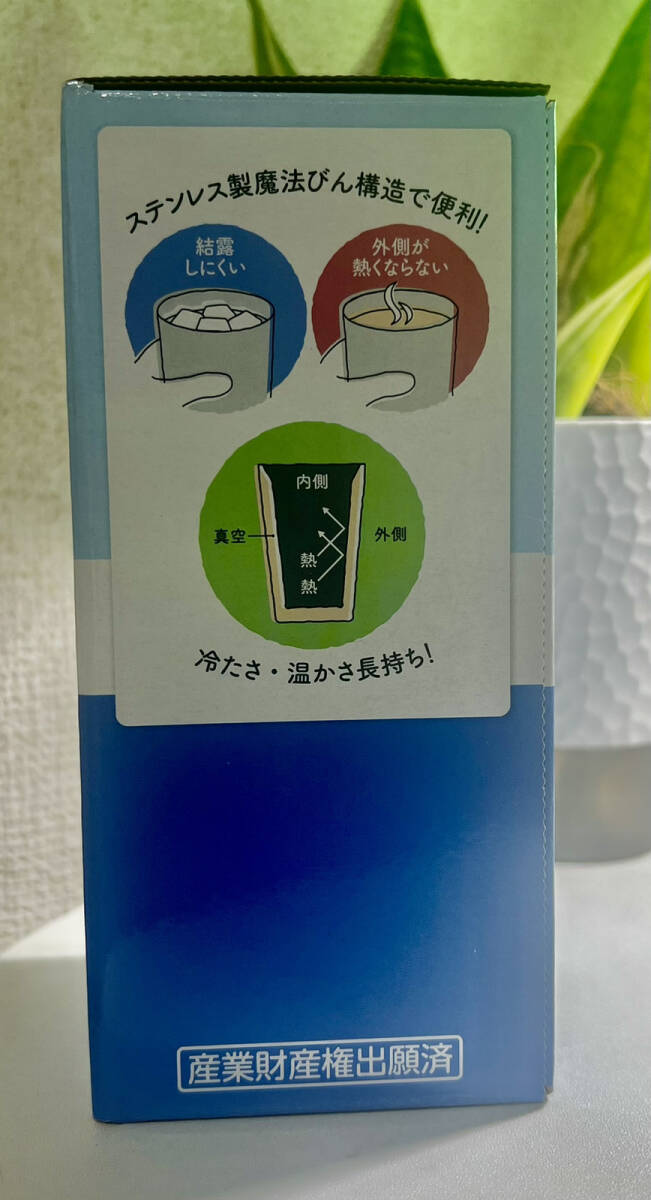 ステンレス製魔法びん構造で便利!
結露
しにくい
外側が
熱くならない
内側
真空
外側
熱
熱
冷たさ・温かさ長持ち!
産業財産権出願済